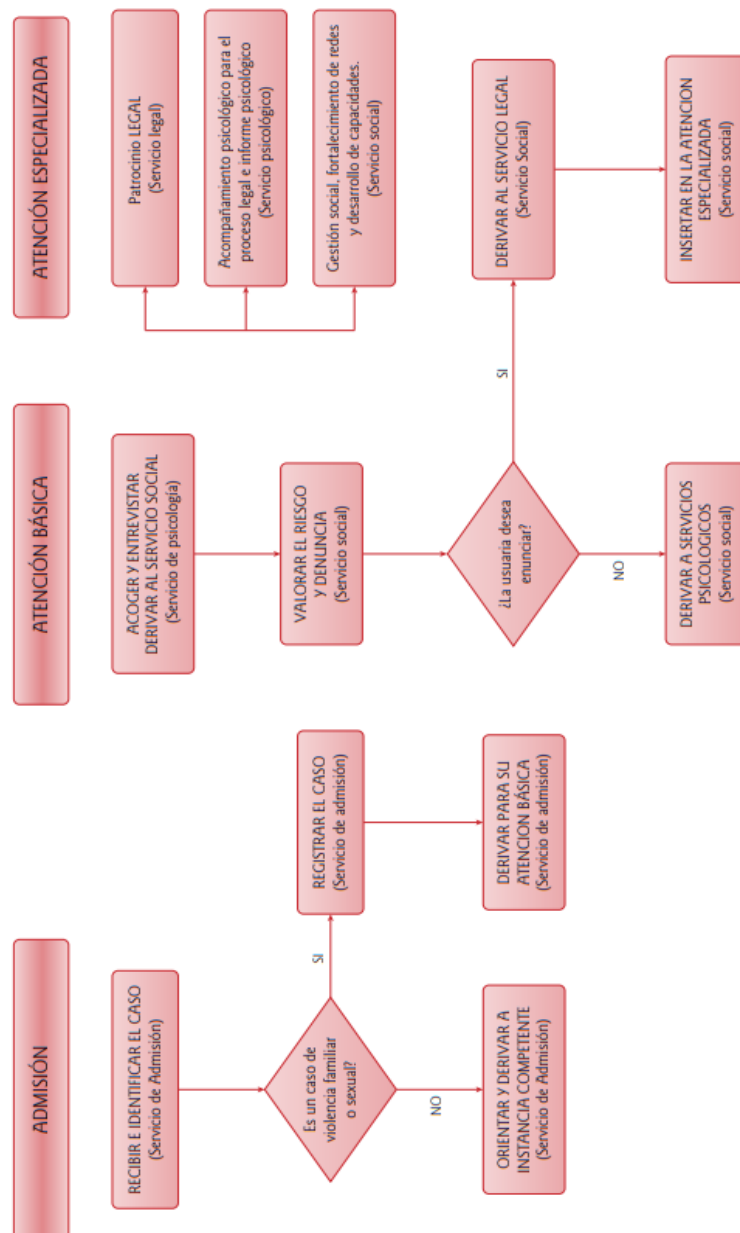 ADMISIÓN
RECIBIR E IDENTIFICAR EL CASO
(Servicio de Admisión)
Es un caso de
violencia familiar
o sexual?
SI
NO
REGISTRAR EL CASO
(Servicio de admisión)
DERIVAR PARA SU
ATENCION BÁSICA
(Servicio de admisión)
ORIENTAR Y DERIVAR A
INSTANCIA COMPETENTE
(Servicio de Admisión)
ATENCIÓN BÁSICA
ACOGER Y ENTREVISTAR
DERIVAR AL SERVICIO SOCIAL
(Servicio de psicología)
VALORAR EL RIESGO
Y DENUNCIA
(Servicio social)
¿La usuaria desea
enunciar?
SI
NO
DERIVAR A SERVICIOS
PSICOLOGICOS
(Servicio social)
ATENCIÓN ESPECIALIZADA
Patrocinio LEGAL
(Servicio legal)
Acompañamiento psicológico para el
proceso legal e informe psicológico
(Servicio psicológico)
Gestión social, fortalecimiento de redes
y desarrollo de capacidades.
(Servicio social)
DERIVAR AL SERVICIO LEGAL
(Servicio Social)
INSERTAR EN LA ATENCION
ESPECIALIZADA
(Servicio social)